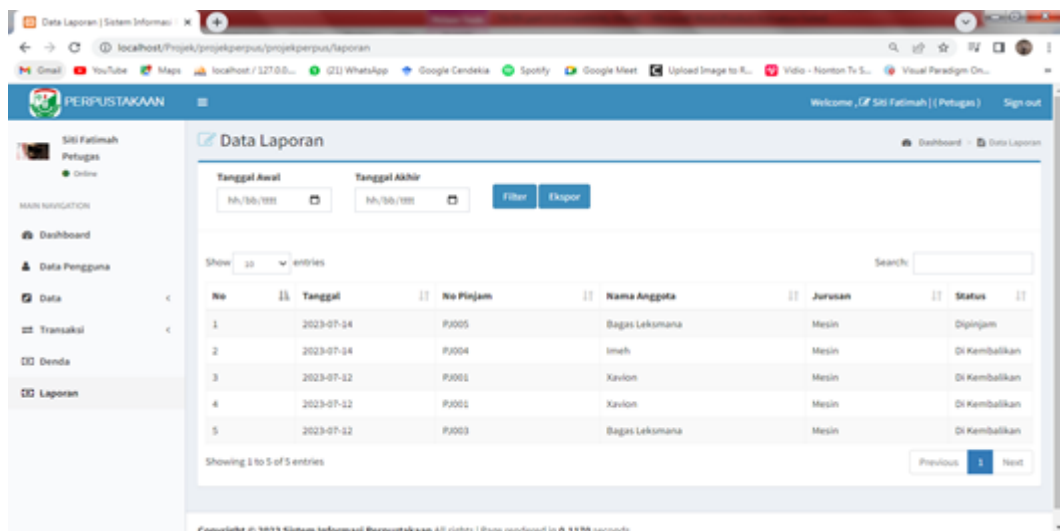 Data Laporan | Sistem Informasi
localhost/Projek/projekperpus/projekperpus/laporan
Gmail YouTube Maps localhost / 127.0.0... (21) WhatsApp Google Cendekia Spotify Google Meet Upload Image to R... Vidio - Nonton Tv S... Visual Paradigm On...
PERPUSTAKAAN
Welcome , Siti Fatimah | ( Petugas ) Sign out
Siti Fatimah
Petugas
Online
MAIN NAVIGATION
Dashboard
Data Pengguna
Data
Transaksi
Denda
Laporan
Data Laporan
Dashboard Data Laporan
Tanggal Awal Tanggal Akhir
hh/bb/tttt hh/bb/tttt Filter Ekspor
Show 10 entries Search:
No Tanggal No Pinjam Nama Anggota Jurusan Status
1 2023-07-14 PJ005 Bagas Leksmana Mesin Dipinjam
2 2023-07-14 PJ004 Imeh Mesin Di Kembalikan
3 2023-07-12 PJ001 Xavion Mesin Di Kembalikan
4 2023-07-12 PJ001 Xavion Mesin Di Kembalikan
5 2023-07-12 PJ003 Bagas Leksmana Mesin Di Kembalikan
Showing 1 to 5 of 5 entries Previous 1 Next
Copyright © 2023 Sistem Informasi Perpustakaan All rights | Page rendered in 0.1170 seconds